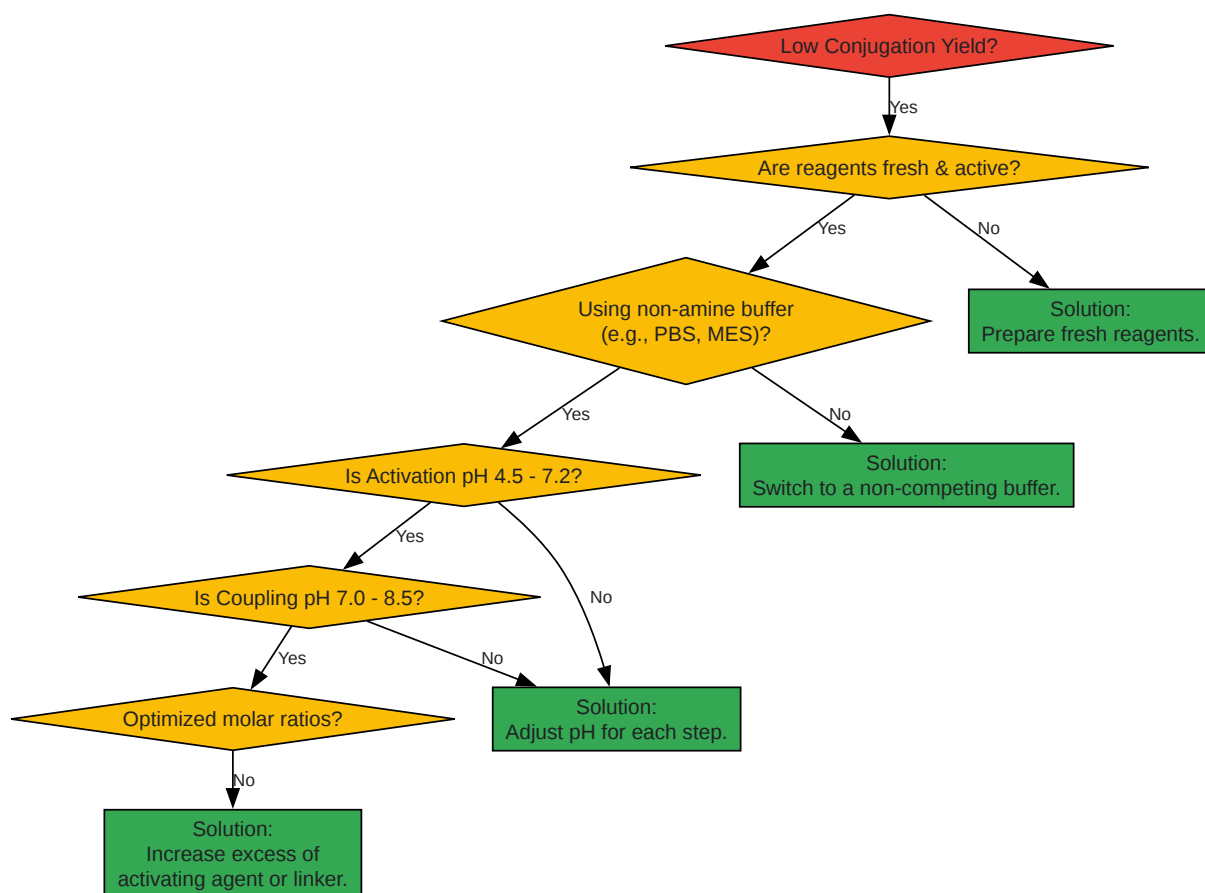 Low Conjugation Yield?
Yes
Are reagents fresh & active?
Yes
No
Using non-amine buffer
(e.g., PBS, MES)?
Solution:
Prepare fresh reagents.
Yes
No
Is Activation pH 4.5 - 7.2?
Solution:
Switch to a non-competing buffer.
Yes
Is Coupling pH 7.0 - 8.5?
No
Yes
No
Optimized molar ratios?
Solution:
Adjust pH for each step.
No
Solution:
Increase excess of
activating agent or linker.